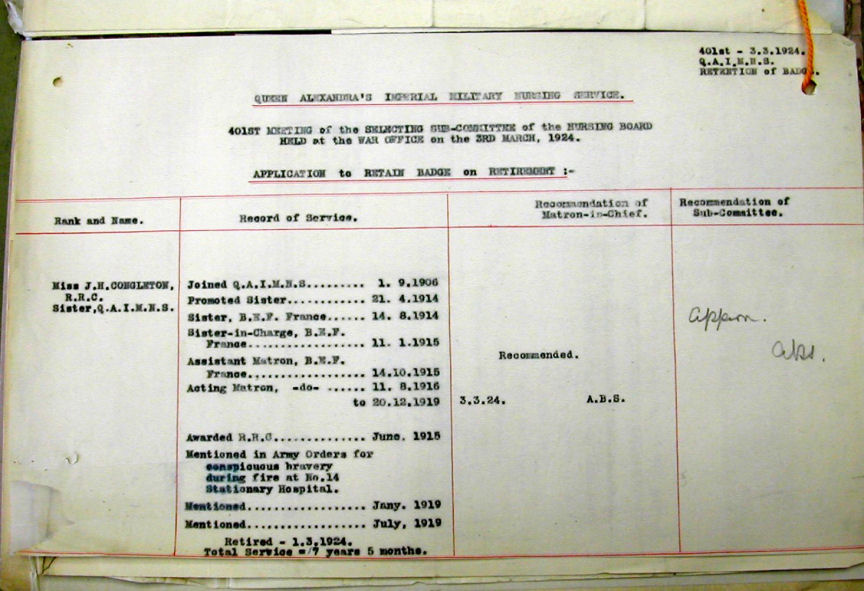 401st - 3.3.1924.
Q.A.I.M.N.S.
RETENTION of BADGE.
QUEEN ALEXANDRA'S IMPERIAL MILITARY NURSING SERVICE.
401ST MEETING of the SELECTING SUB-COMMITTEE of the NURSING BOARD
HELD at the WAR OFFICE on the 3RD MARCH, 1924.
APPLICATION to RETAIN BADGE on RETIREMENT :-
Rank and Name.
Record of Service.
Recommendation of
Matron-in-Chief.
Recommendation of
Sub-Committee.
Miss J.H. CONGLETON,
R.R.C.
Sister, Q.A.I.M.N.S.
Joined Q.A.I.M.N.S......... 1. 9.1906
Promoted Sister............ 21. 4.1914
Sister, B.E.F. France...... 14. 8.1914
Sister-in-Charge, B.E.F.
France................ 11. 1.1915
Assistant Matron, B.E.F.
France.................. 14.10.1915
Acting Matron, -do- ...... 11. 8.1916
to 20.12.1919
Awarded R.R.C.............. June. 1915
Mentioned in Army Orders for
conspicuous bravery
during fire at No.14
Stationary Hospital.
Mentioned.................. Jany. 1919
Mentioned.................. July, 1919
Retired - 1.3.1924.
Total Service = 7 years 5 months.
Recommended.
3.3.24. A.B.S.
ABS.